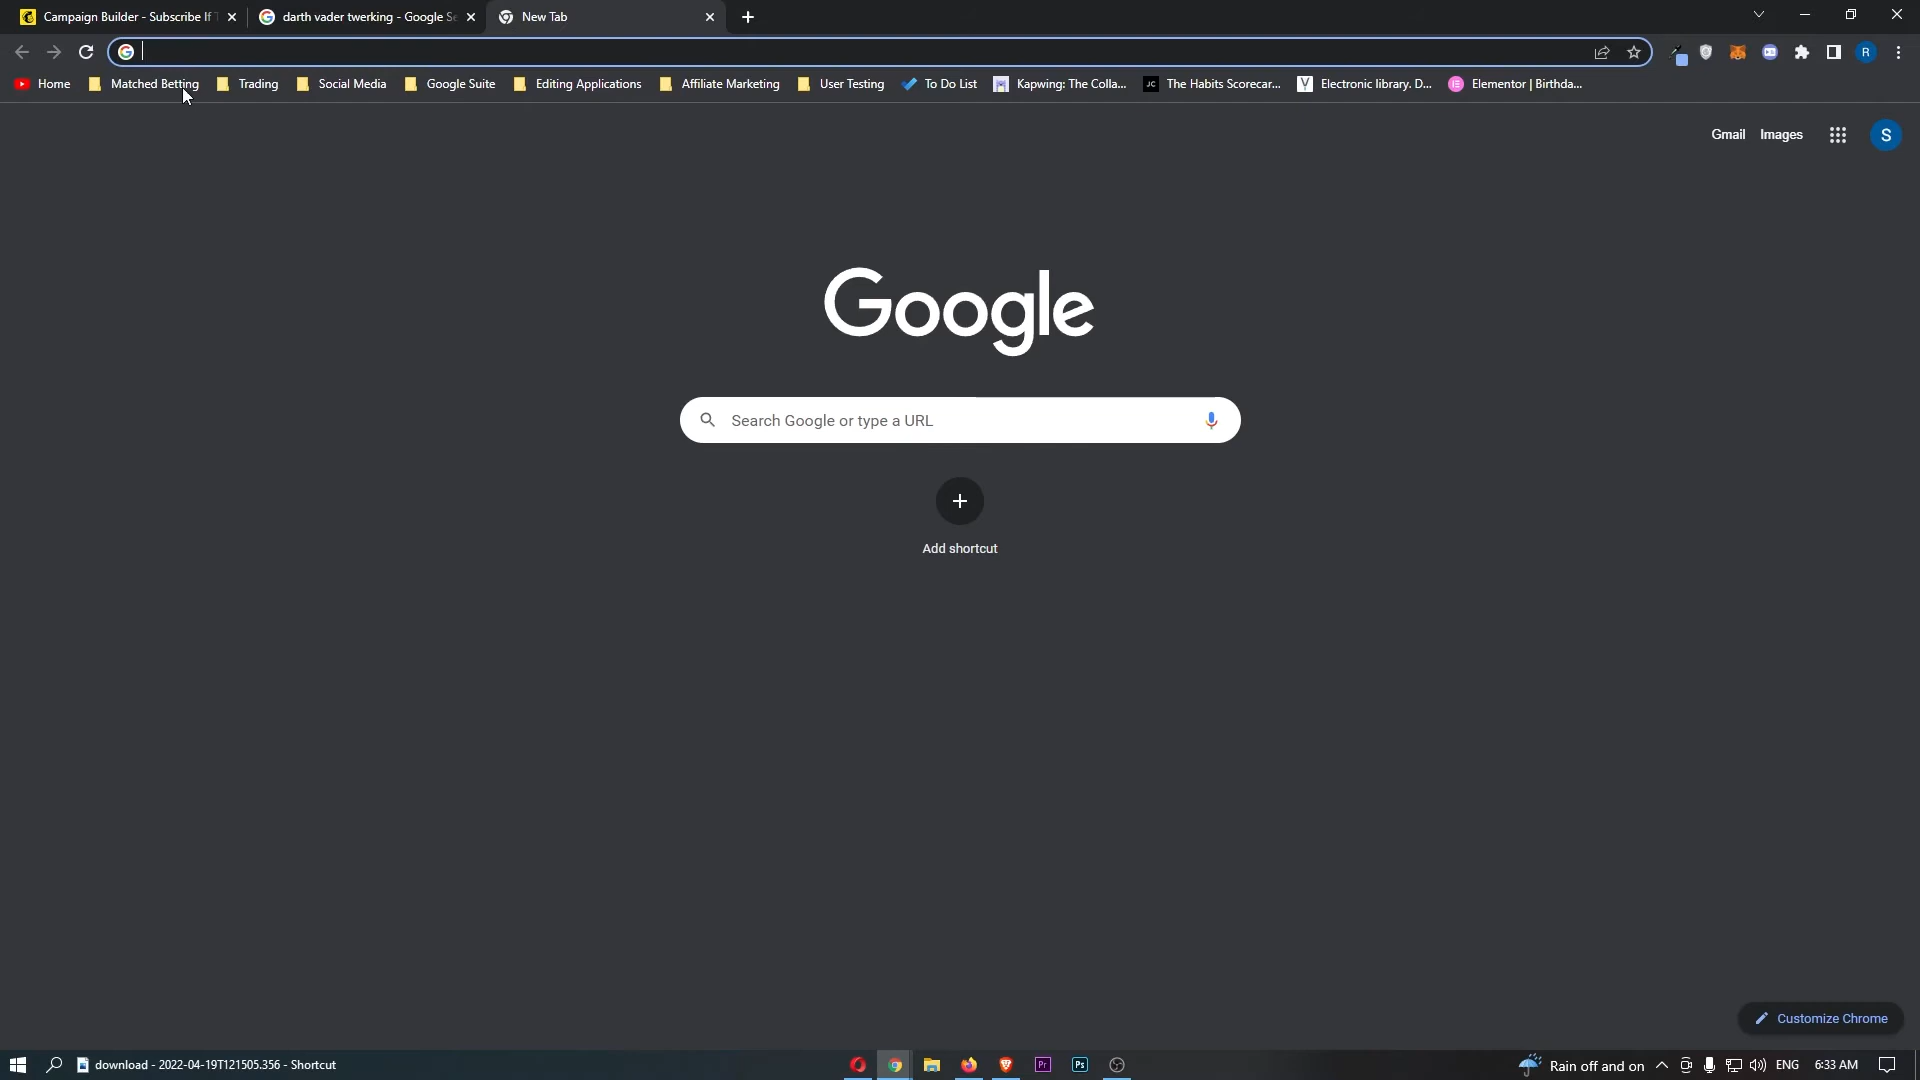 Campaign Builder - Subscribe If T
darth vader twerking - Google Se
New Tab
Home
Matched Betting
Trading
Social Media
Google Suite
Editing Applications
Affiliate Marketing
User Testing
To Do List
Kapwing: The Colla...
JC
The Habits Scorecar...
Electronic library. D...
Elementor | Birthda...
R
Gmail
Images
S
Google
Search Google or type a URL
Add shortcut
Customize Chrome
download - 2022-04-19T121505.356 - Shortcut
Pr
Ps
Rain off and on
ENG
6:33 AM